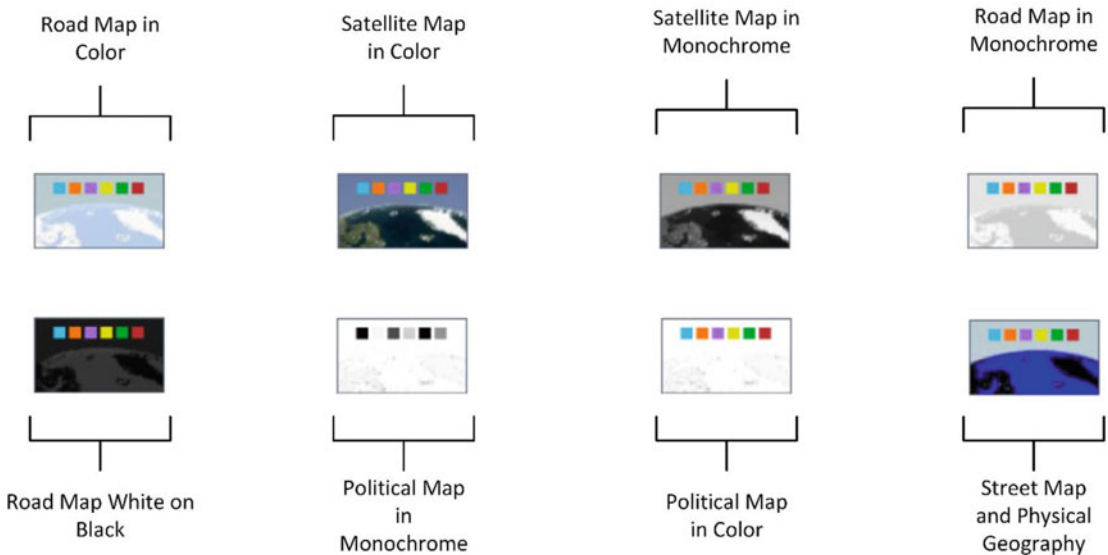 Road Map in
Color
Satellite Map
in Color
Satellite Map in
Monochrome
Road Map in
Monochrome
Road Map White on
Black
Political Map
in
Monochrome
Political Map
in Color
Street Map
and Physical
Geography